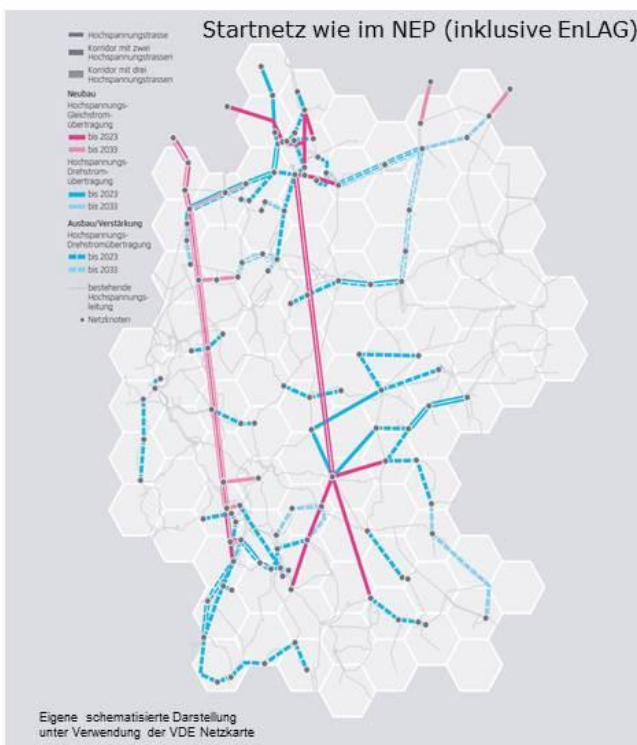 Startnetz wie im NEP (inklusive EnLAG)
Hochspannungstrasse
Korridor mit zwei
Hochspannungstrassen
Korridor mit drei
Hochspannungstrassen
Neubau
Hochspannungs-
Gleichstrom-
übertragung
bis 2023
bis 2033
Hochspannungs-
Drehstrom-
übertragung
bis 2023
bis 2033
Ausbau/Verstärkung
Hochspannungs-
Drehstromübertragung
bis 2023
bis 2033
bestehende
Hochspannungs-
leitung
Netzknoten
Eigene schematisierte Darstellung
unter Verwendung der VDE Netzkarte